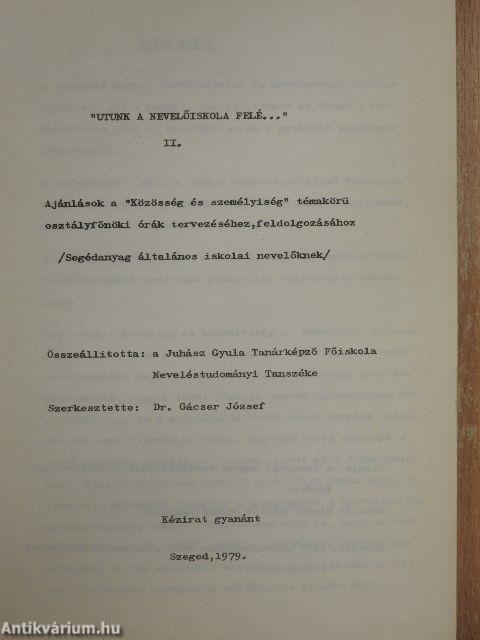 "UTUNK A NEVELŐISKOLA FELÉ..."
II.
Ajánlások a "Közösség és személyiség" témakörü
osztályfőnöki órák tervezéséhez,feldolgozásához
/Segédanyag általános iskolai nevelőknek/
Összeállitotta: a Juhász Gyula Tanárképző Főiskola
Neveléstudományi Tanszéke
Szerkesztette: Dr. Gácser József
Kézirat gyanánt
Szeged,1979.
Antikvárium.hu